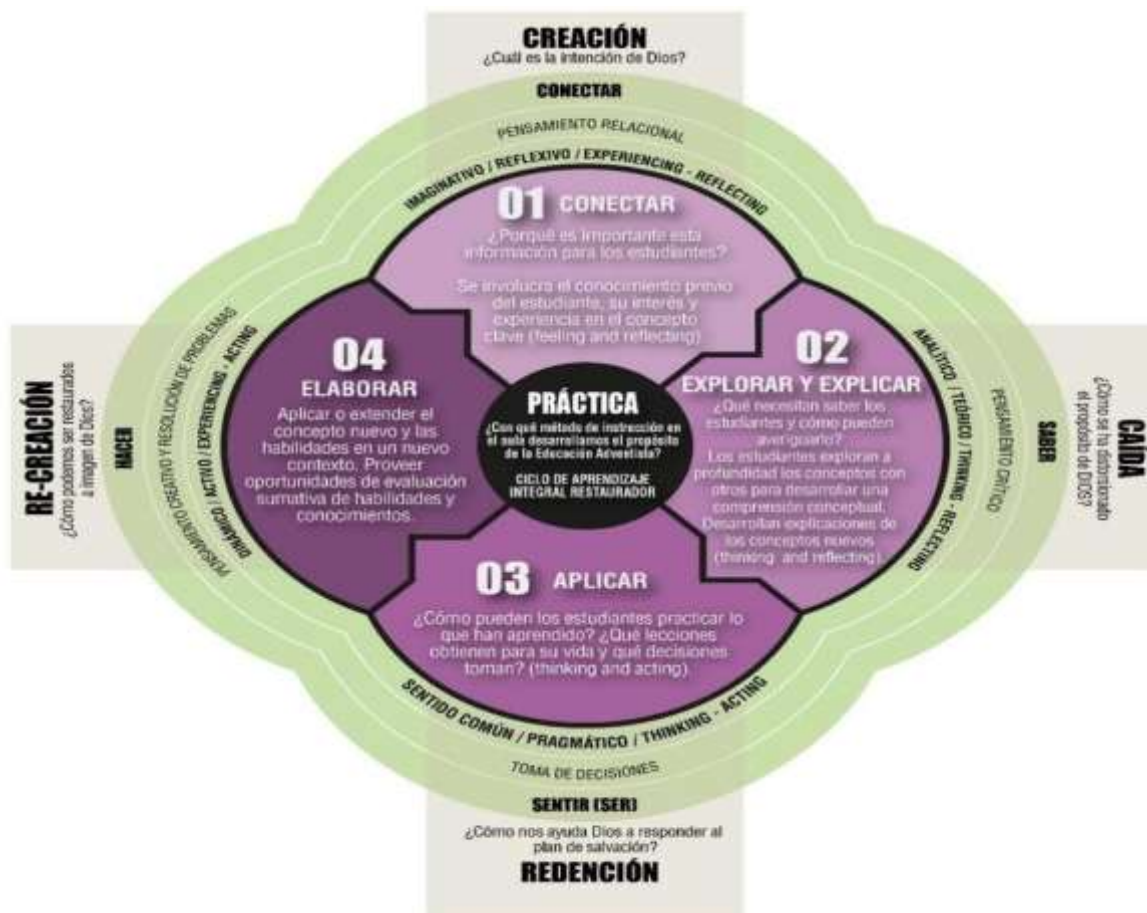 CREACIÓN
¿Cuál es la intención de Dios?
CONECTAR
PENSAMIENTO RELACIONAL
IMAGINATIVO / REFLEXIVO / EXPERIENCING - REFLECTING
01 CONECTAR
¿Porqué es importante esta
información para los estudiantes?
Se involucra el conocimiento previo
del estudiante, su interés y
experiencia en el concepto
clave (feeling and reflecting)
02
EXPLORAR Y EXPLICAR
¿Qué necesitan saber los
estudiantes y cómo pueden
averiguarlo?
Los estudiantes exploran a
profundidad los conceptos con
otros para desarrollar una
comprensión conceptual.
Desarrollan explicaciones de
los conceptos nuevos
(thinking and reflecting)
ANALÍTICO / TEÓRICO / THINKING - REFLECTING
PENSAMIENTO CRÍTICO
SABER
¿Cómo se ha distorsionado
el propósito de DIOS?
CAÍDA
PRÁCTICA
¿Con qué método de instrucción en
el aula desarrollamos el propósito
de la Educación Adventista?
CICLO DE APRENDIZAJE
INTEGRAL RESTAURADOR
03 APLICAR
¿Cómo pueden los estudiantes practicar lo
que han aprendido? ¿Qué lecciones
obtienen para su vida y qué decisiones
toman? (thinking and acting)
SENTIDO COMÚN / PRAGMÁTICO / THINKING - ACTING
TOMA DE DECISIONES
SENTIR (SER)
¿Cómo nos ayuda Dios a responder al
plan de salvación?
REDENCIÓN
04
ELABORAR
Aplicar o extender el
concepto nuevo y las
habilidades en un nuevo
contexto. Proveer
oportunidades de evaluación
sumativa de habilidades y
conocimientos.
DINÁMICO / ACTIVO / EXPERIENCING - ACTING
PENSAMIENTO CREATIVO Y RESOLUCIÓN DE PROBLEMAS
HACER
¿Cómo podemos ser restaurados
a imagen de Dios?
RE-CREACIÓN